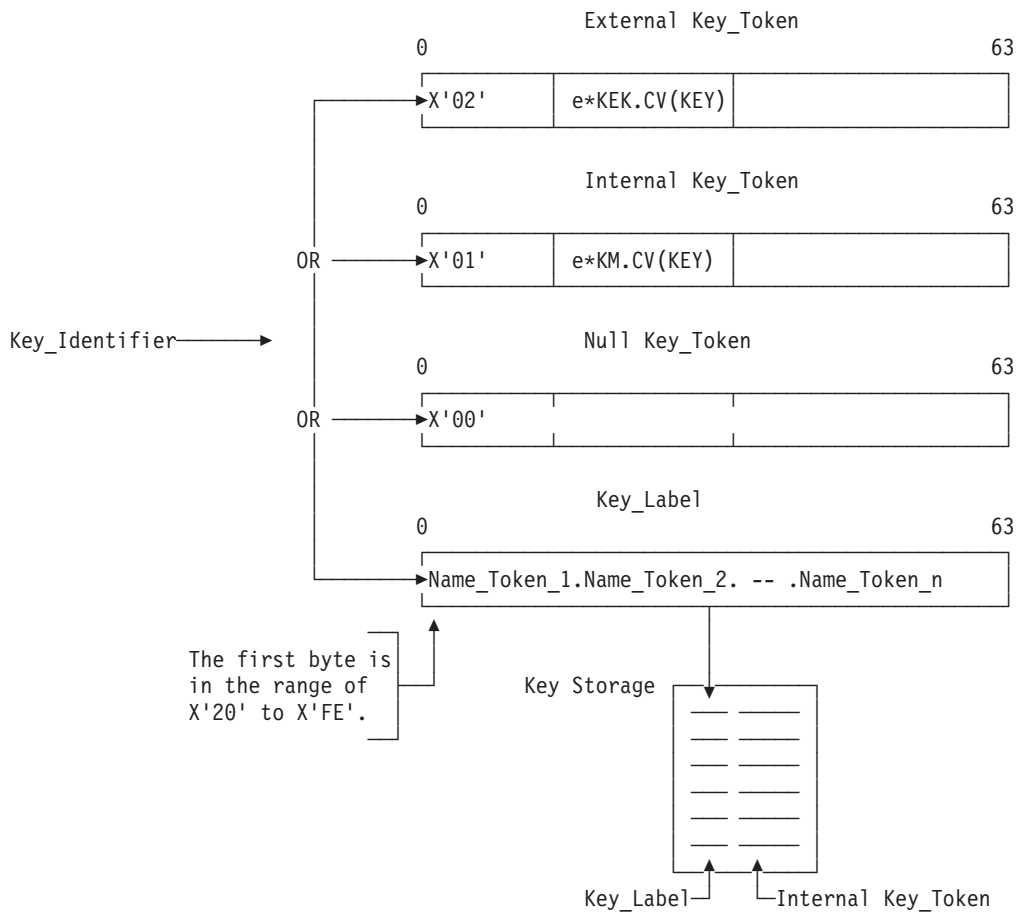 External Key_Token
0 63
X'02' e*KEK.CV(KEY)
Internal Key_Token
0 63
OR X'01' e*KM.CV(KEY)
Key_Identifier Null Key_Token
0 63
OR X'00'
Key_Label
0 63
Name_Token_1.Name_Token_2. -- .Name_Token_n
The first byte is
in the range of
X'20' to X'FE'.
Key Storage
Key_Label Internal Key_Token